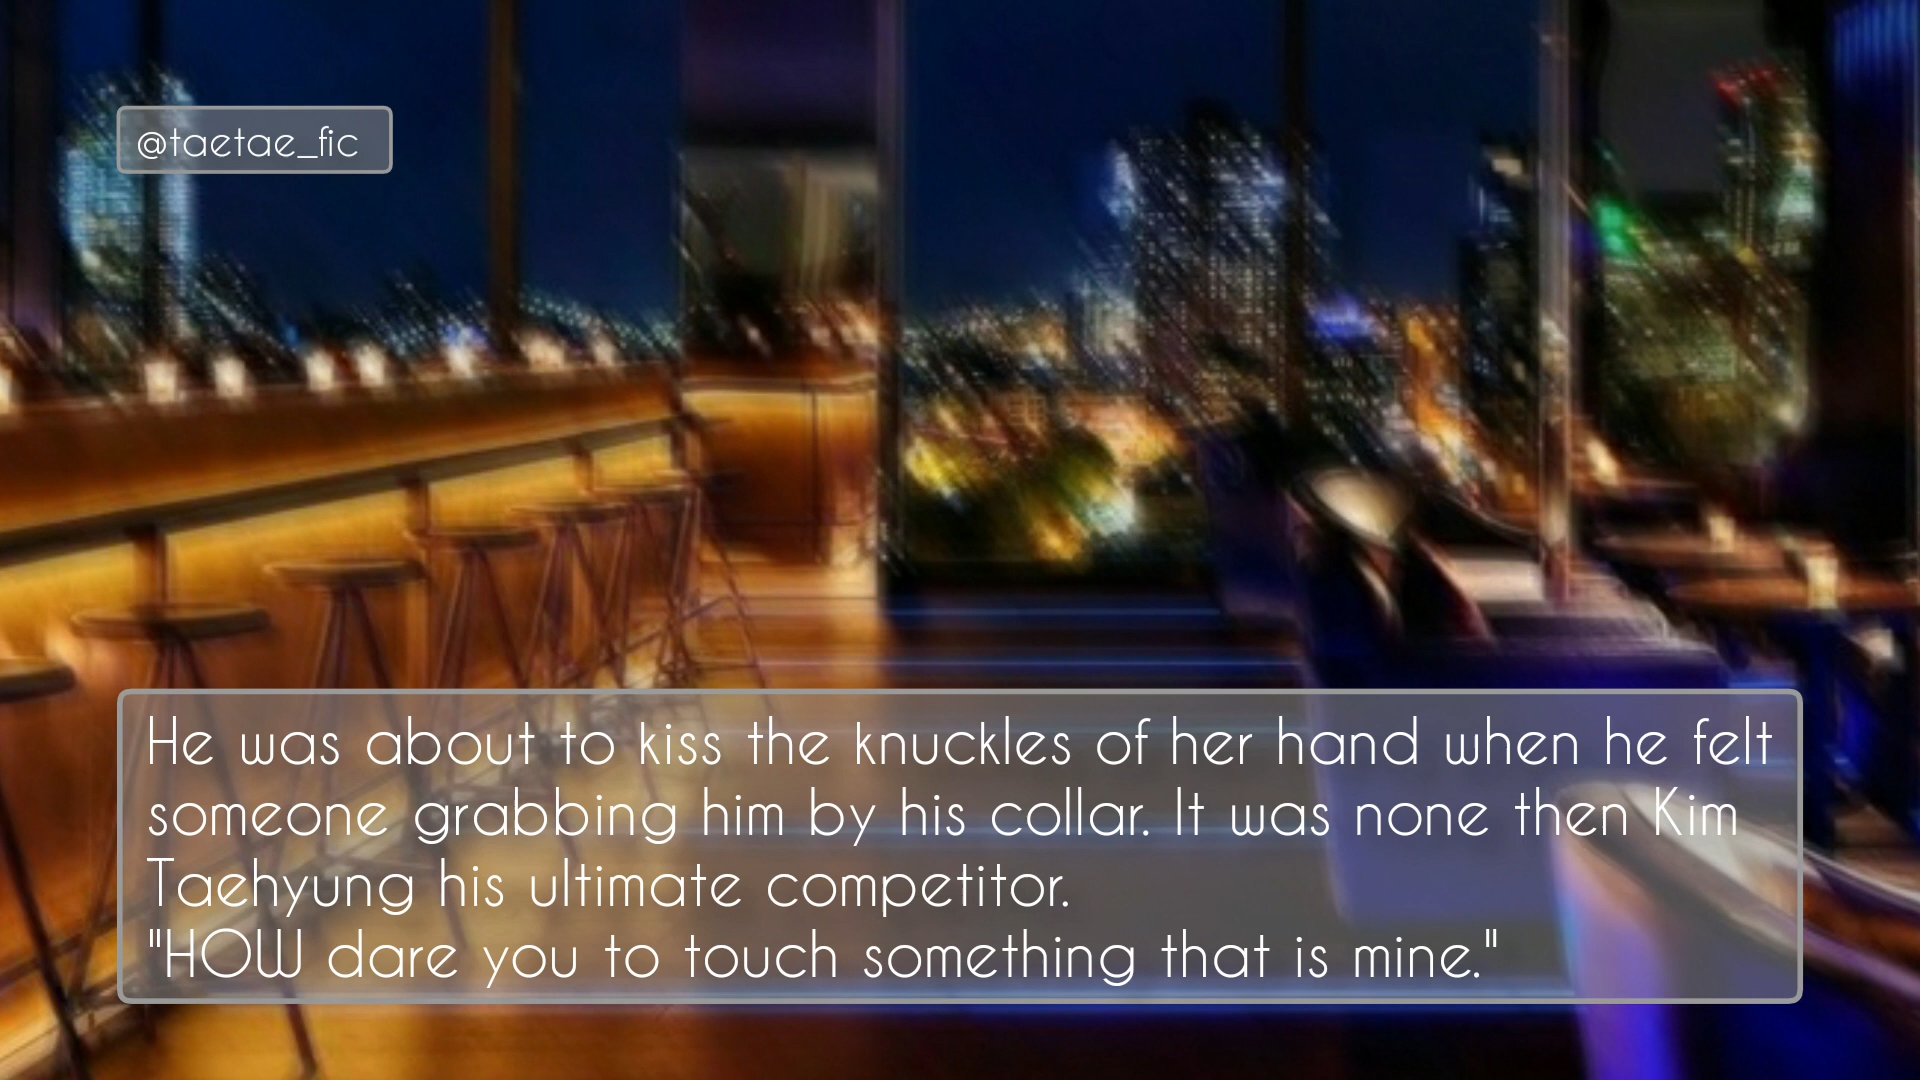 @taetae_fic
He was about to kiss the knuckles of her hand when he felt
someone grabbing him by his collar. It was none then Kim
Taehyung his ultimate competitor.
"HOW dare you to touch something that is mine."